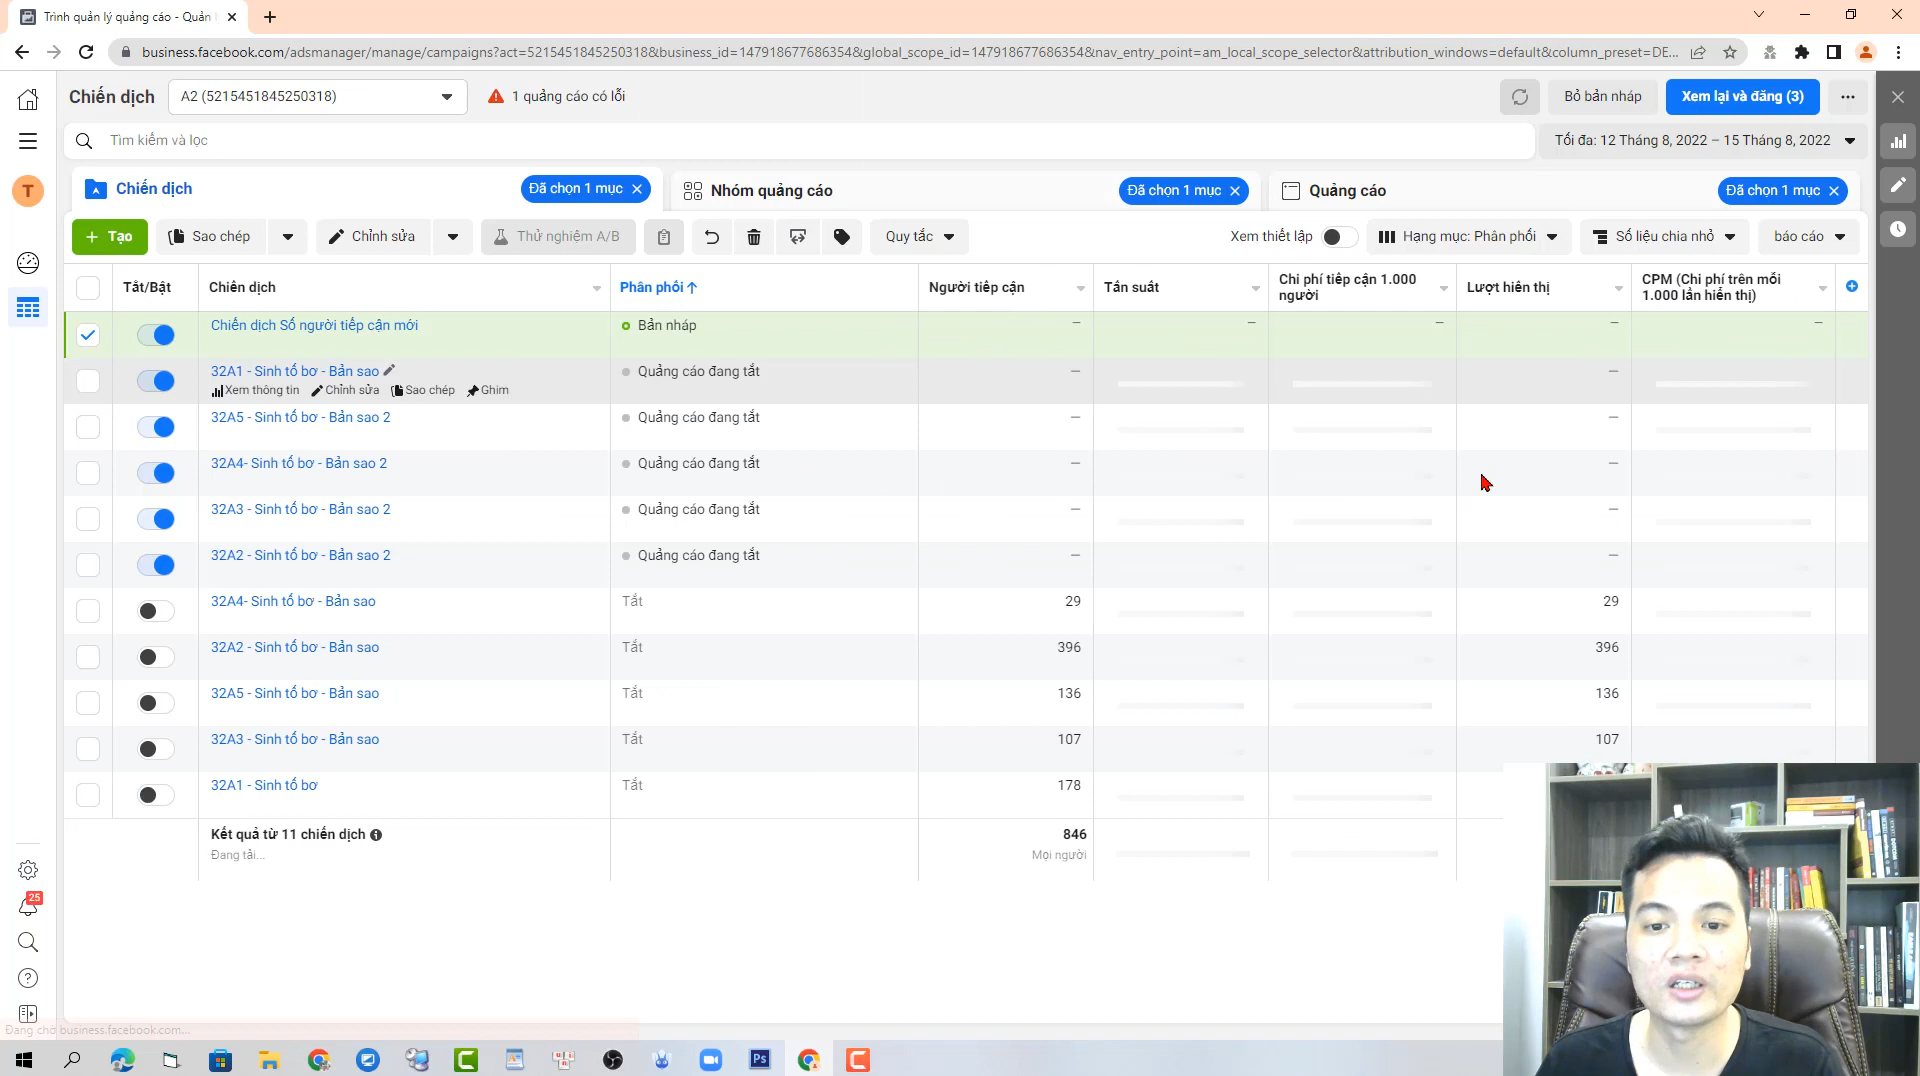 Trình quản lý quảng cáo - Quản
business.facebook.com/adsmanager/manage/campaigns?act=5215451845250318&business_id=147918677686354&global_scope_id=147918677686354&nav_entry_point=am_local_scope_selector&attribution_windows=default&column_preset=DE...
Chiến dịch
A2 (5215451845250318)
1 quảng cáo có lỗi
Bỏ bản nháp
Xem lại và đăng (3)
Tìm kiếm và lọc
Tối đa: 12 Tháng 8, 2022 – 15 Tháng 8, 2022
T
Chiến dịch
Đã chọn 1 mục
Nhóm quảng cáo
Đã chọn 1 mục
Quảng cáo
Đã chọn 1 mục
+ Tạo
Sao chép
Chỉnh sửa
Thử nghiệm A/B
Quy tắc
Xem thiết lập
Hạng mục: Phân phối
Số liệu chia nhỏ
báo cáo
Tắt/Bật
Chiến dịch
Phân phối ↑
Người tiếp cận
Tần suất
Chi phí tiếp cận 1.000 người
Lượt hiển thị
CPM (Chi phí trên mỗi 1.000 lần hiển thị)
Chiến dịch Số người tiếp cận mới
Bản nháp
— — — — —
32A1 - Sinh tố bơ - Bản sao
Quảng cáo đang tắt
— —
Xem thông tin Chỉnh sửa Sao chép Ghim
32A5 - Sinh tố bơ - Bản sao 2
Quảng cáo đang tắt
— —
32A4- Sinh tố bơ - Bản sao 2
Quảng cáo đang tắt
— —
32A3 - Sinh tố bơ - Bản sao 2
Quảng cáo đang tắt
— —
32A2 - Sinh tố bơ - Bản sao 2
Quảng cáo đang tắt
— —
32A4- Sinh tố bơ - Bản sao
Tắt
29
29
32A2 - Sinh tố bơ - Bản sao
Tắt
396
396
32A5 - Sinh tố bơ - Bản sao
Tắt
136
136
32A3 - Sinh tố bơ - Bản sao
Tắt
107
107
32A1 - Sinh tố bơ
Tắt
178
Kết quả từ 11 chiến dịch
846
Đang tải...
Mọi người
25
Đang chờ business.facebook.com...
Ps